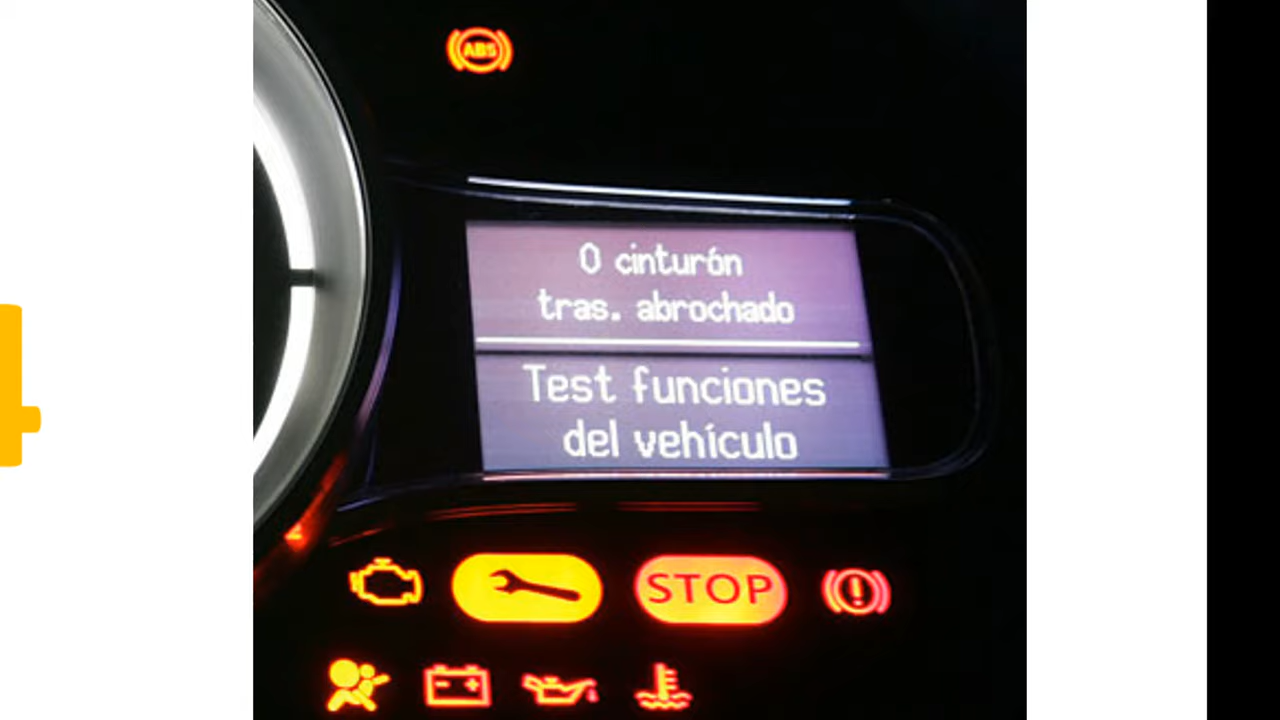 ABS
0 cinturón
tras. abrochado
Test funciones
del vehículo
STOP